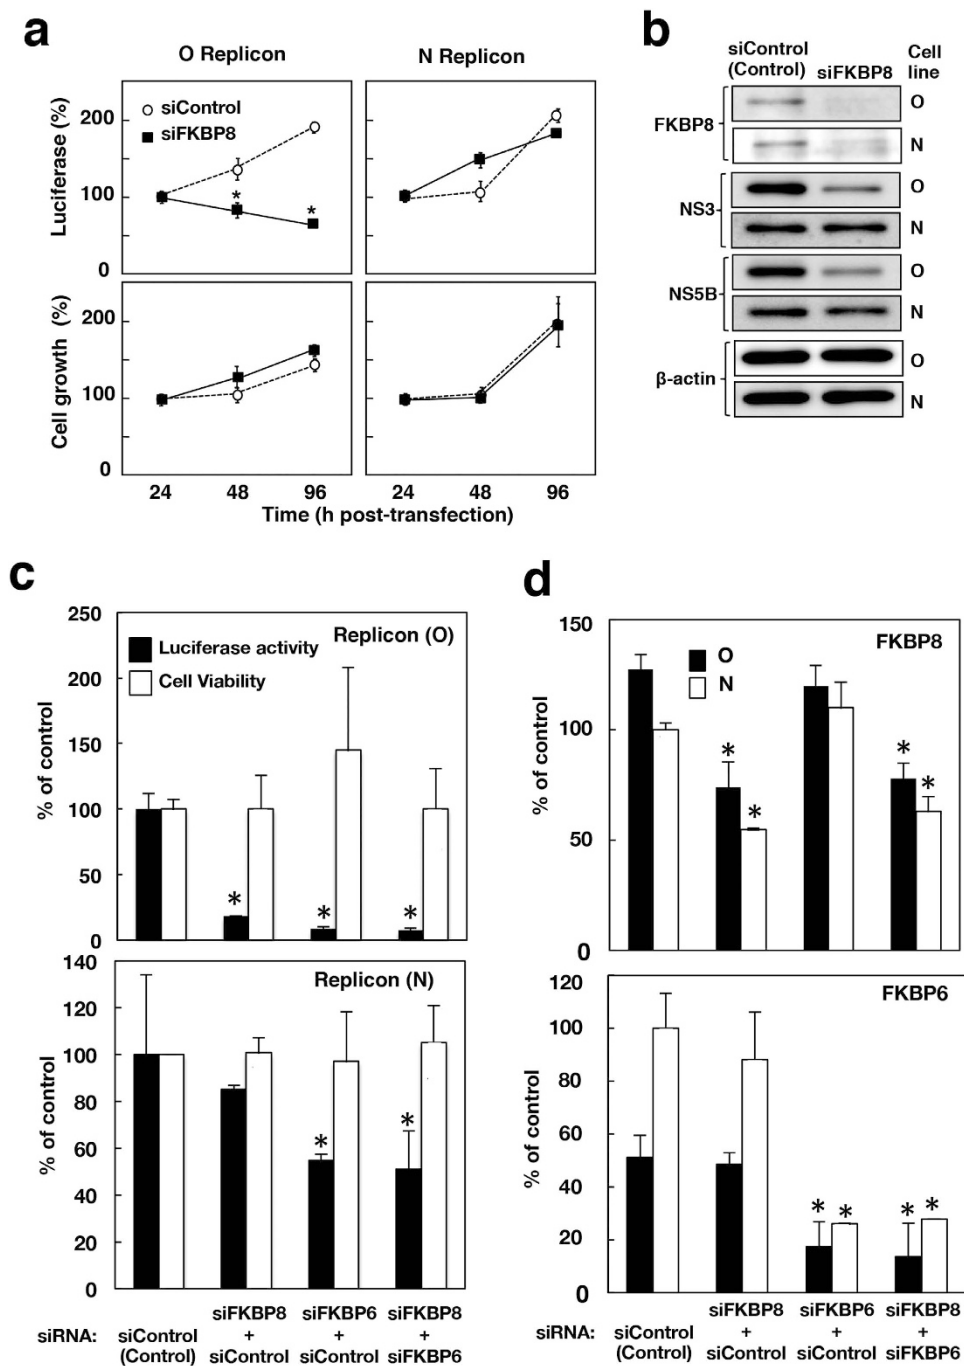 a
O Replicon
N Replicon
Luciferase (%)
200
100
0
siControl
siFKBP8
*
*
Cell growth (%)
200
100
0
24
48
96
24
48
96
Time (h post-transfection)
b
siControl
(Control)
siFKBP8
Cell
line
FKBP8
O
N
NS3
O
N
NS5B
O
N
β-actin
O
N
c
% of control
250
200
150
100
50
0
Replicon (O)
Luciferase activity
Cell Viability
*
*
*
% of control
140
120
100
80
60
40
20
0
Replicon (N)
*
*
siRNA:
siControl
(Control)
siFKBP8
+
siControl
siFKBP6
+
siControl
siFKBP8
+
siFKBP6
d
% of control
150
100
50
0
FKBP8
O
N
*
*
*
*
% of control
120
100
80
60
40
20
0
FKBP6
*
*
*
*
siRNA:
siControl
(Control)
siFKBP8
+
siControl
siFKBP6
+
siControl
siFKBP8
+
siFKBP6